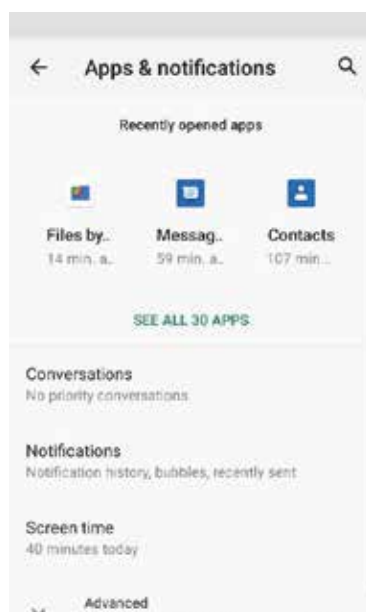 Apps & notifications
Recently opened apps
Files by..
Messag..
Contacts
14 min. a..
59 min. a..
107 min...
SEE ALL 30 APPS
Conversations
No priority conversations
Notifications
Notification history, bubbles, recently sent
Screen time
40 minutes today
Advanced